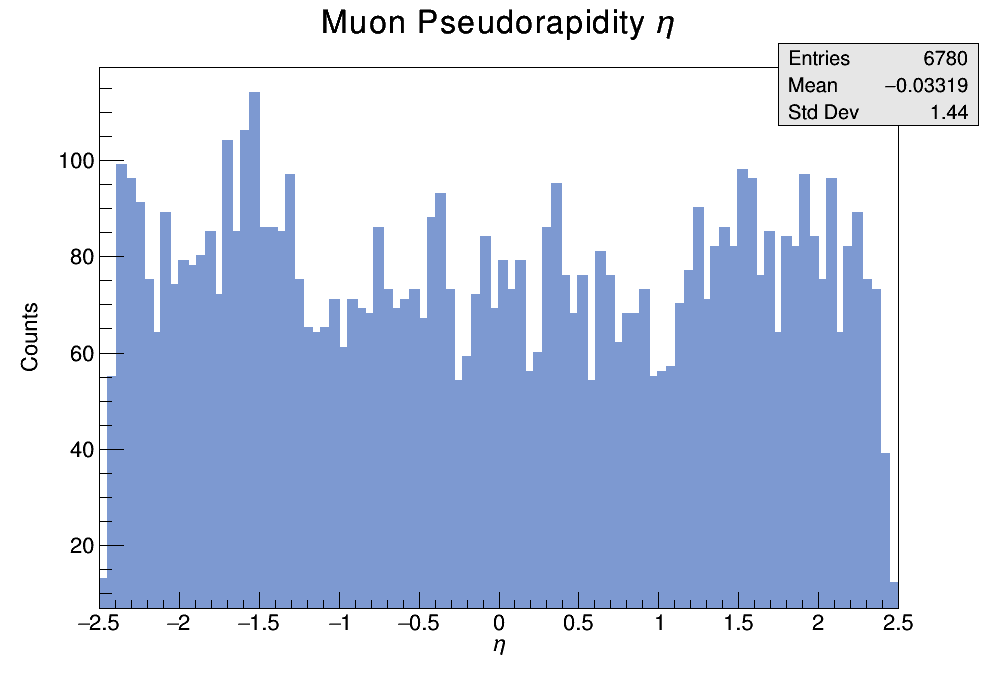 Muon Pseudorapidity η
Entries 6780
Mean −0.03319
Std Dev 1.44
100
80
60
40
20
Counts
−2.5 −2 −1.5 −1 −0.5 0 0.5 1 1.5 2 2.5
η